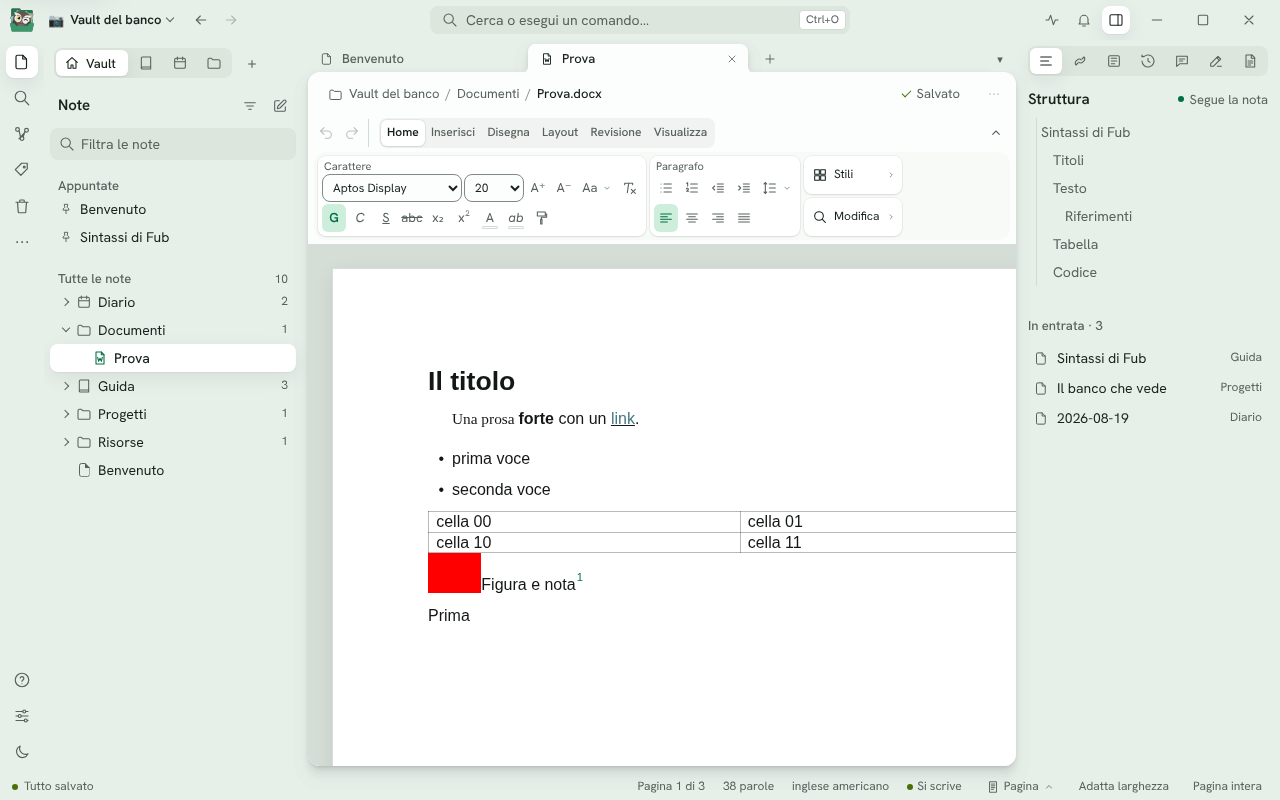 Vault del banco
Cerca o esegui un comando...
Ctrl+O
Vault
Benvenuto
Prova
Note
Filtra le note
Appuntate
Benvenuto
Sintassi di Fub
Tutte le note 10
Diario 2
Documenti 1
Prova
Guida 3
Progetti 1
Risorse 1
Benvenuto
Vault del banco / Documenti / Prova.docx
Salvato
Home Inserisci Disegna Layout Revisione Visualizza
Carattere
Aptos Display 20 A⁺ A⁻ Aa Tx
G C S abc x₂ x² A ab
Paragrafo
Stili
Modifica
Il titolo
Una prosa forte con un link.
• prima voce
• seconda voce
cella 00 cella 01
cella 10 cella 11
Figura e nota1
Prima
Struttura
Segue la nota
Sintassi di Fub
Titoli
Testo
Riferimenti
Tabella
Codice
In entrata · 3
Sintassi di Fub Guida
Il banco che vede Progetti
2026-08-19 Diario
Tutto salvato
Pagina 1 di 3 38 parole inglese americano Si scrive Pagina Adatta larghezza Pagina intera